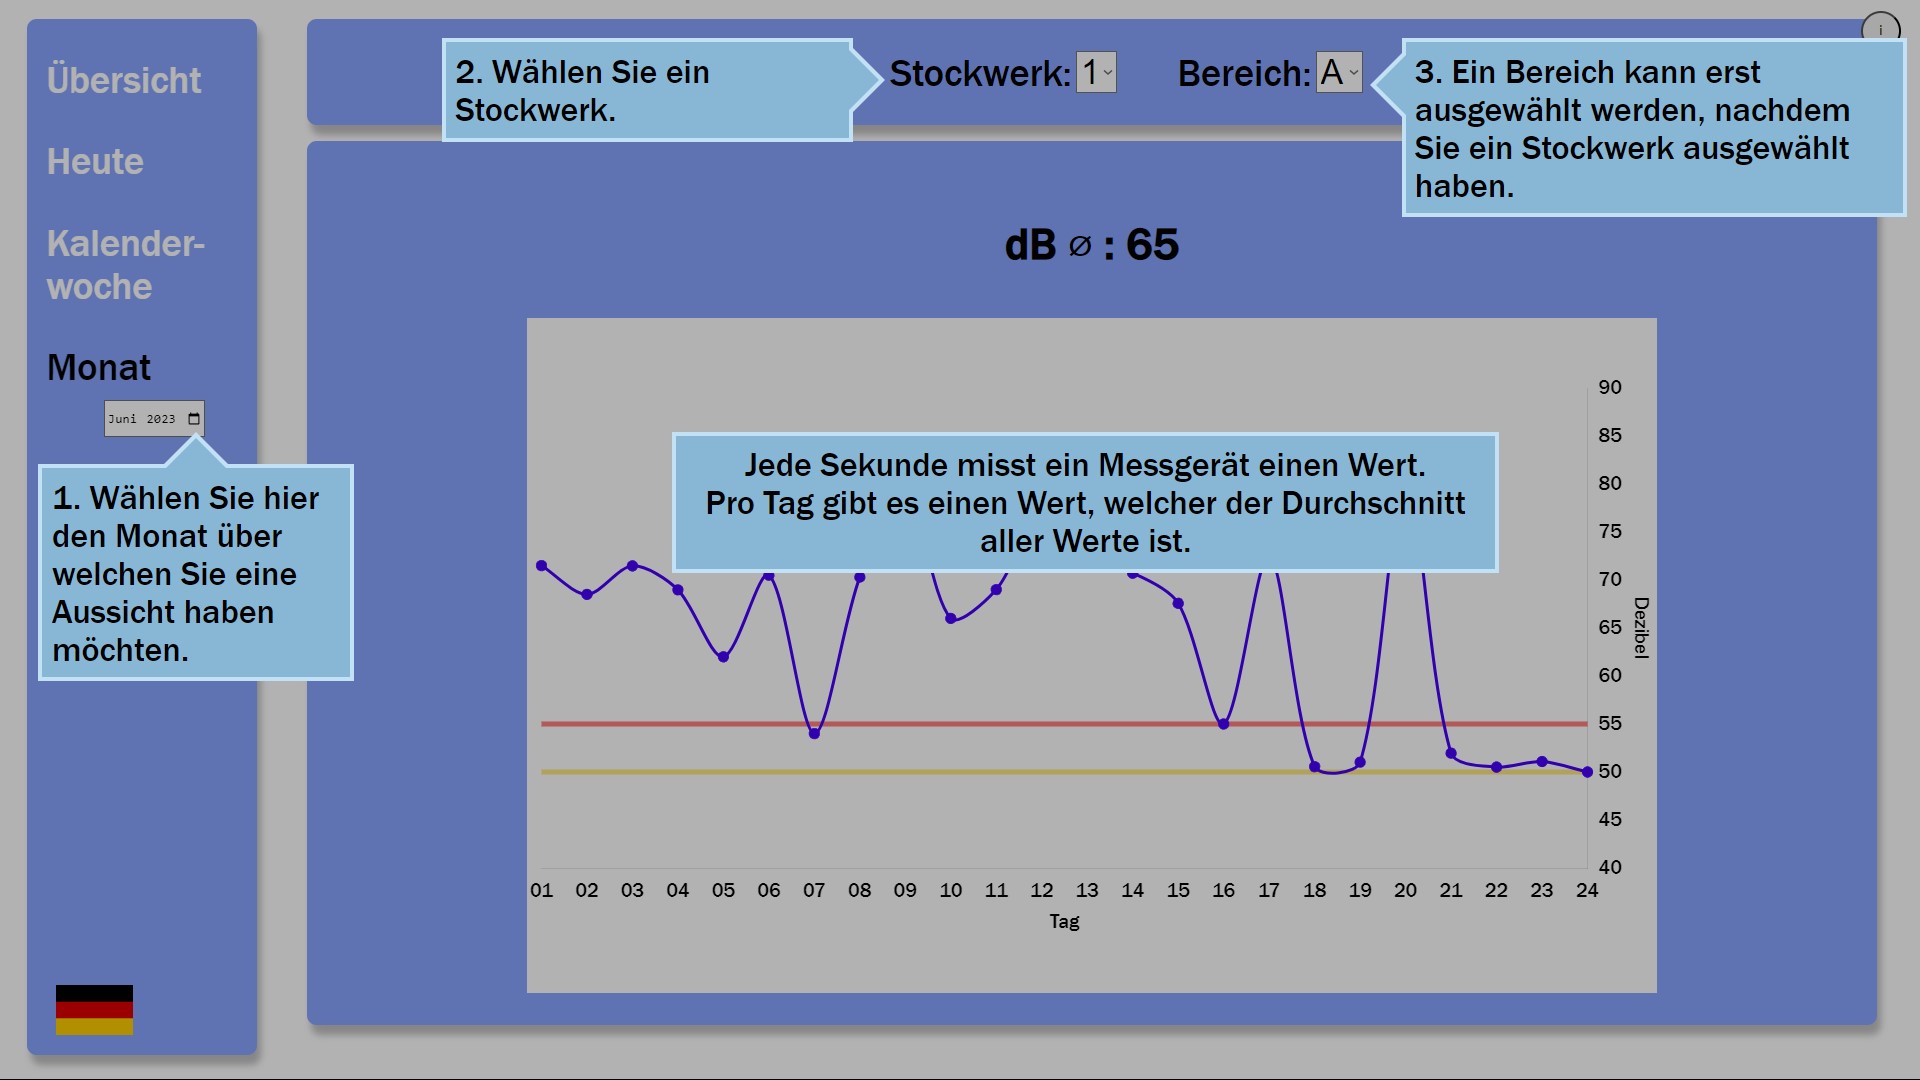 Übersicht
Heute
Kalender-
woche
Monat
Juni 2023
1. Wählen Sie hier
den Monat über
welchen Sie eine
Aussicht haben
möchten.
2. Wählen Sie ein
Stockwerk.
Stockwerk: 1
Bereich: A
i
3. Ein Bereich kann erst
ausgewählt werden, nachdem
Sie ein Stockwerk ausgewählt
haben.
dB ∅ : 65
Jede Sekunde misst ein Messgerät einen Wert.
Pro Tag gibt es einen Wert, welcher der Durchschnitt
aller Werte ist.
90
85
80
75
70
65
60
55
50
45
40
Dezibel
01 02 03 04 05 06 07 08 09 10 11 12 13 14 15 16 17 18 19 20 21 22 23 24
Tag